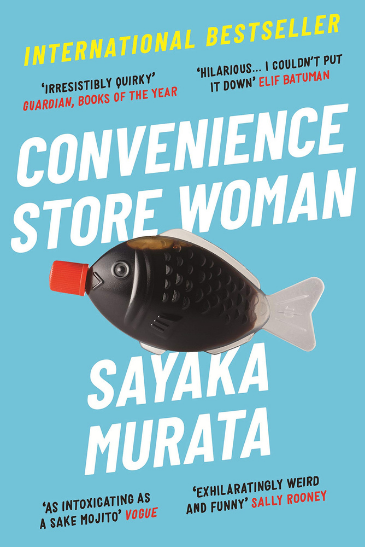 INTERNATIONAL BESTSELLER
‘IRRESISTIBLY QUIRKY’
GUARDIAN, BOOKS OF THE YEAR
‘HILARIOUS... I COULDN’T PUT
IT DOWN’ ELIF BATUMAN
CONVENIENCE
STORE WOMAN
SAYAKA
MURATA
‘AS INTOXICATING AS
A SAKE MOJITO’ VOGUE
‘EXHILARATINGLY WEIRD
AND FUNNY’ SALLY ROONEY